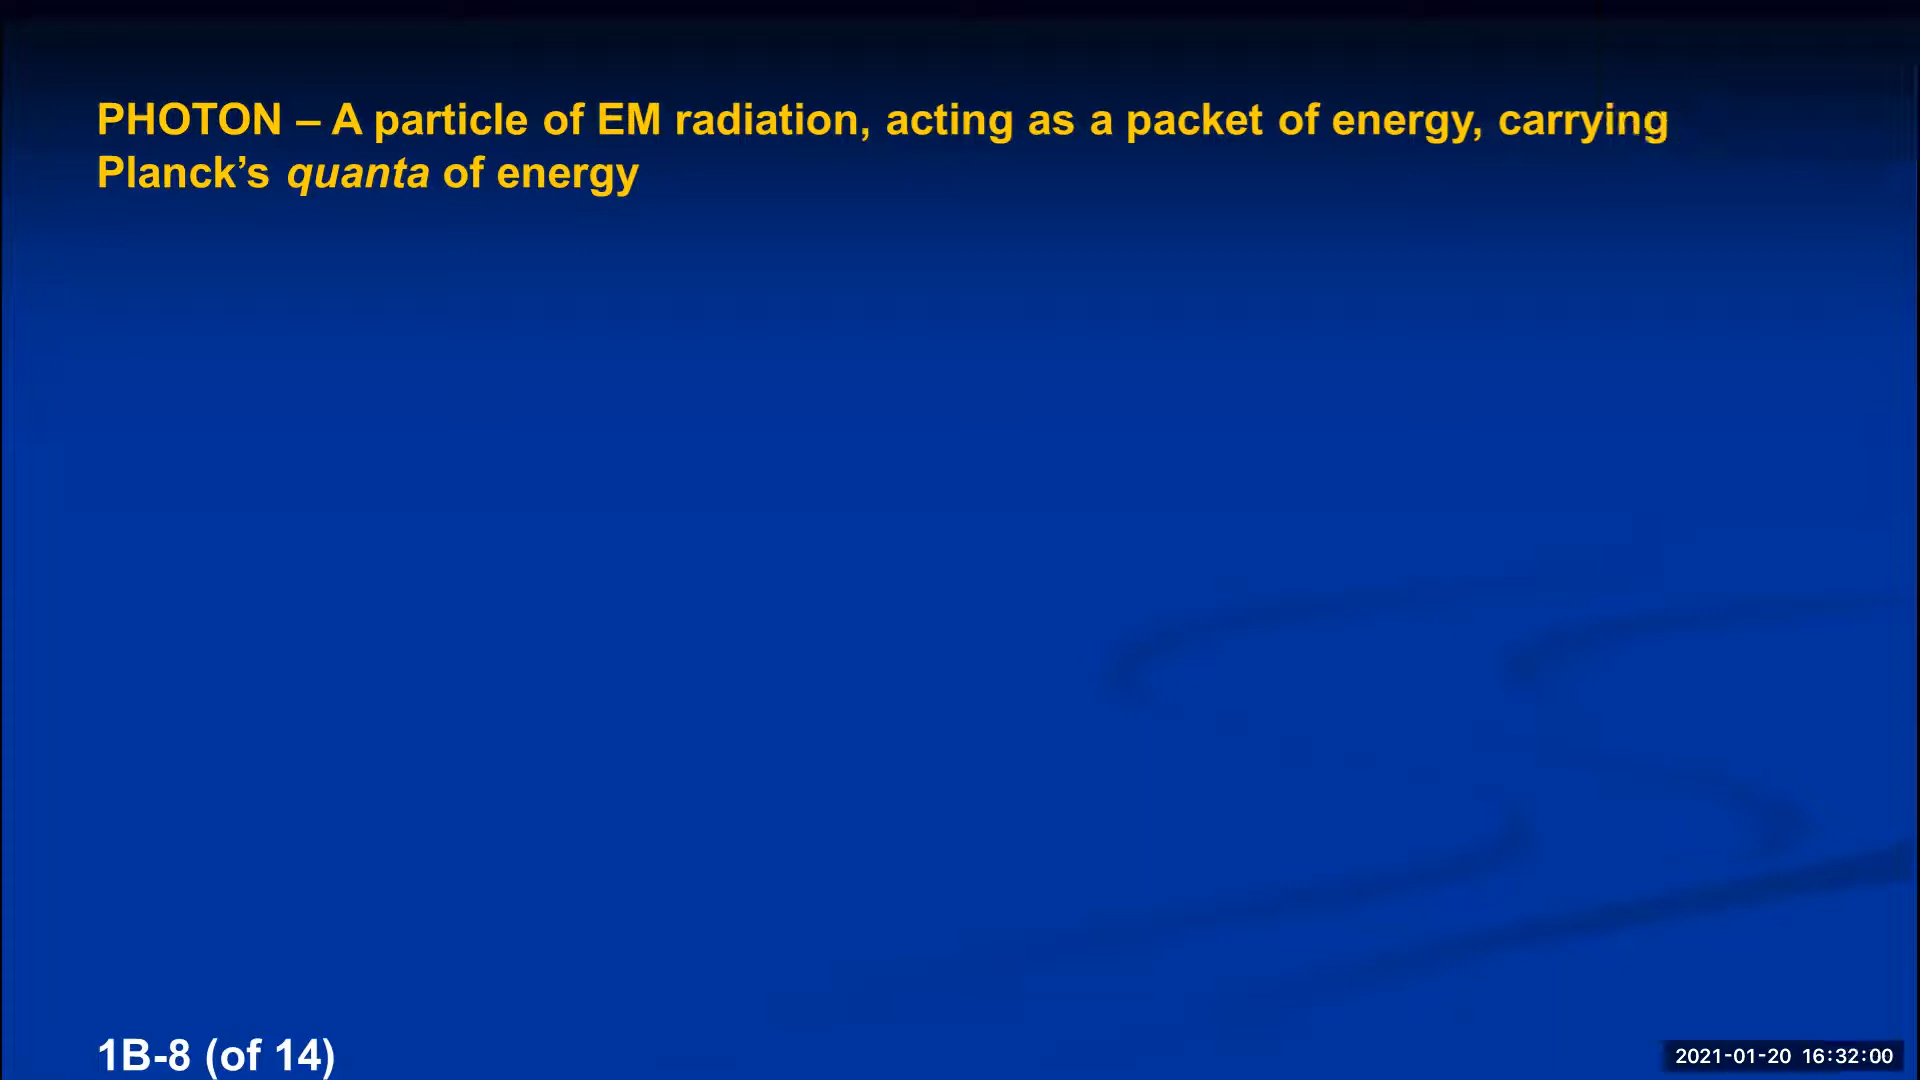 PHOTON – A particle of EM radiation, acting as a packet of energy, carrying
Planck’s quanta of energy
1B-8 (of 14)
2021-01-20 16:32:00